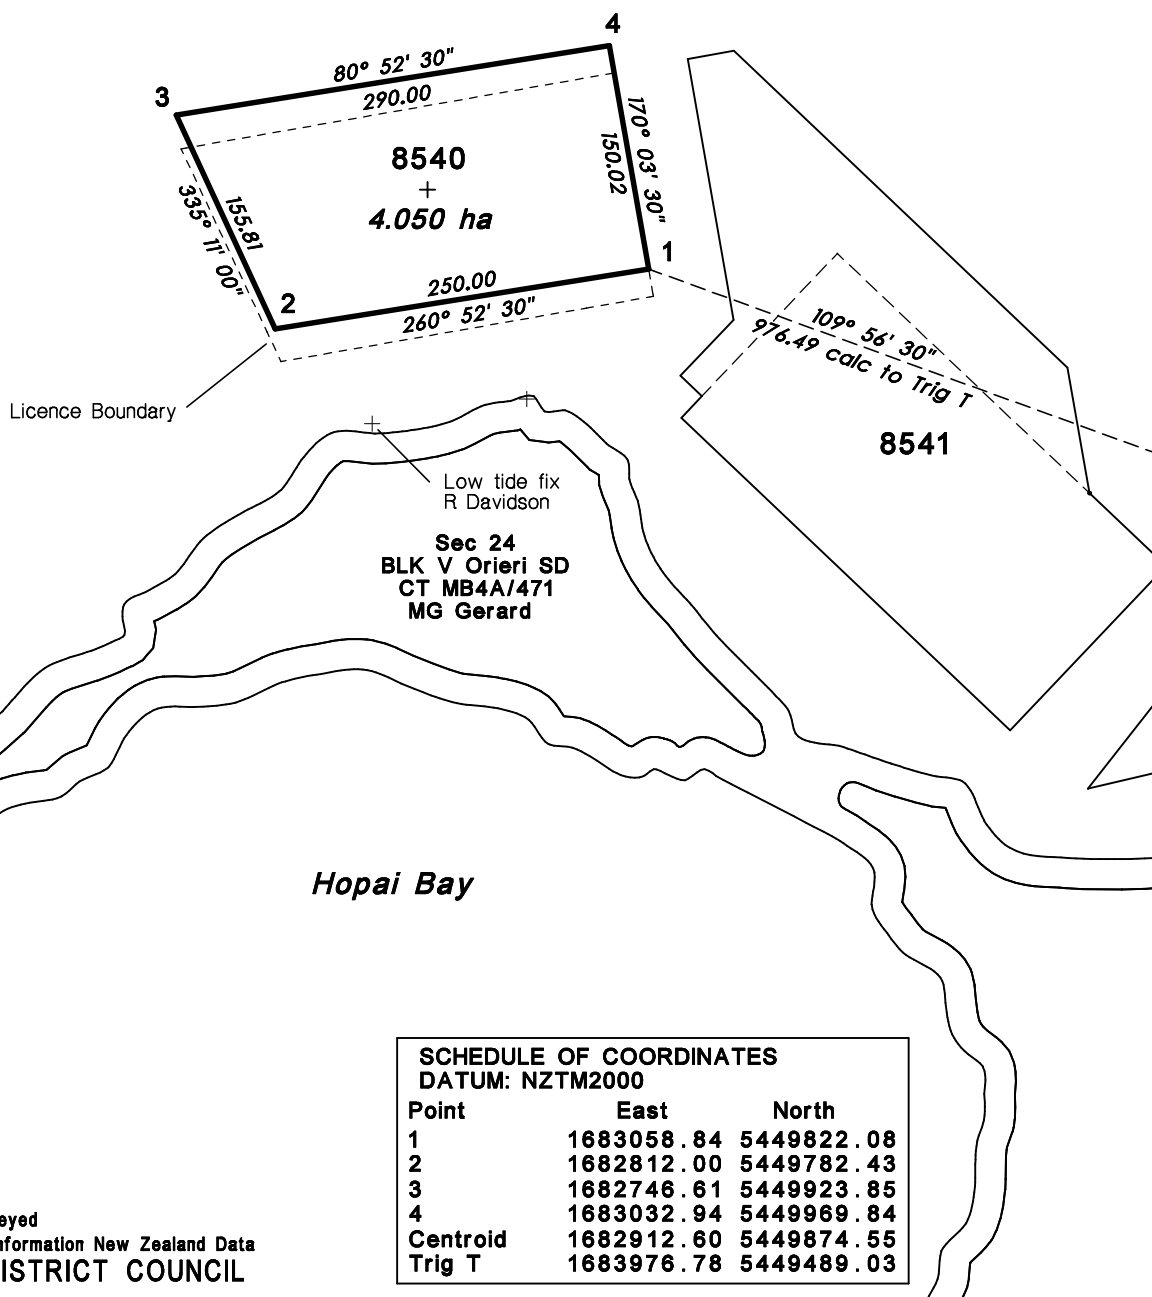 4
80° 52' 30"
3
290.00
170° 03' 30"
150.02
8540
4.050 ha
335° 11' 00"
155.81
1
250.00
2
260° 52' 30"
109° 56' 30"
976.49 calc to Trig T
Licence Boundary
8541
Low tide fix
R Davidson
Sec 24
BLK V Orieri SD
CT MB4A/471
MG Gerard
Hopai Bay
SCHEDULE OF COORDINATES
DATUM: NZTM2000
Point East North
1 1683058.84 5449822.08
2 1682812.00 5449782.43
3 1682746.61 5449923.85
4 1683032.94 5449969.84
Centroid 1682912.60 5449874.55
Trig T 1683976.78 5449489.03
eyed
nformation New Zealand Data
ISTRICT COUNCIL